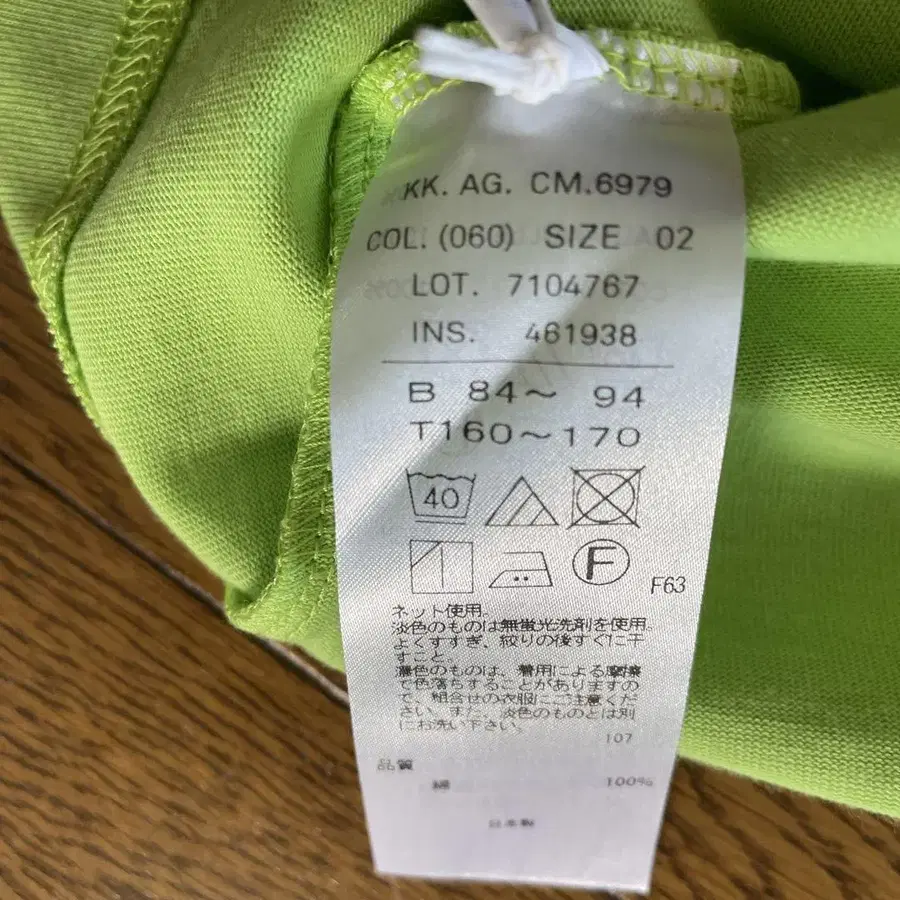 KK. AG. CM.6979
COL. (060) SIZE 02
LOT. 7104767
INS. 461938
B 84～ 94
T160～170
40
F
F63
ネット使用。
淡色のものは無蛍光洗剤を使用。
よくすすぎ、絞りの後すぐに干
すこと。
濃色のものは、着用による摩擦
で色落ちすることがありますの
で、組合せの衣服にご注意くだ
さい。また、淡色のものとは別
にお洗い下さい。
107
品質
綿 100%
日本製